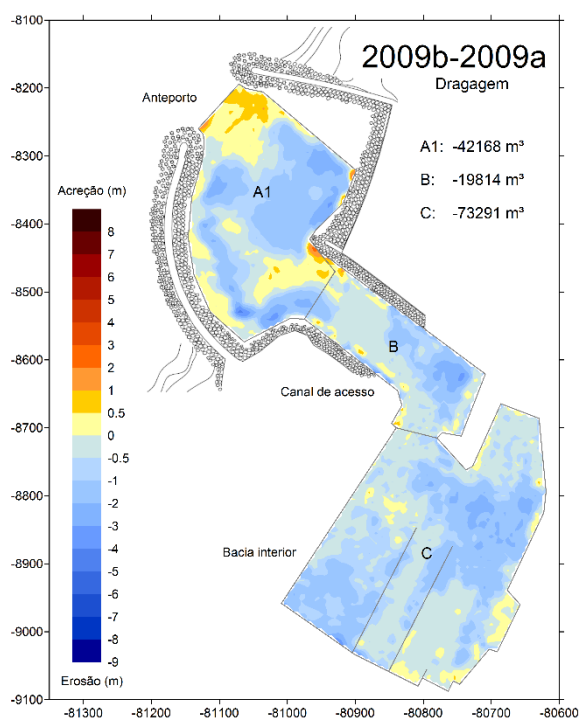 2009b-2009a
Dragagem
A1: -42168 m³
B: -19814 m³
C: -73291 m³
Anteporto
A1
B
Canal de acesso
Bacia interior
C
Acreção (m)
8
7
6
5
4
3
2
1
0.5
0
-0.5
-1
-2
-3
-4
-5
-6
-7
-8
-9
Erosão (m)
-8100
-8200
-8300
-8400
-8500
-8600
-8700
-8800
-8900
-9000
-9100
-81300 -81200 -81100 -81000 -80900 -80800 -80700 -80600